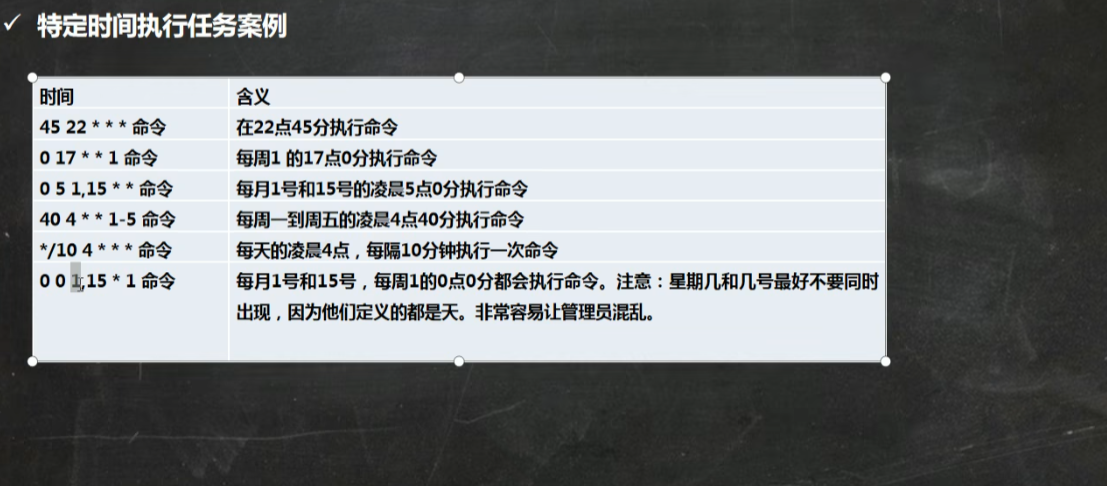 ✓ 特定时间执行任务案例
时间 含义
45 22 * * * 命令 在22点45分执行命令
0 17 * * 1 命令 每周1 的17点0分执行命令
0 5 1,15 * * 命令 每月1号和15号的凌晨5点0分执行命令
40 4 * * 1-5 命令 每周一到周五的凌晨4点40分执行命令
*/10 4 * * * 命令 每天的凌晨4点，每隔10分钟执行一次命令
0 0 1,15 * 1 命令 每月1号和15号，每周1的0点0分都会执行命令。注意：星期几和几号最好不要同时
出现，因为他们定义的都是天。非常容易让管理员混乱。